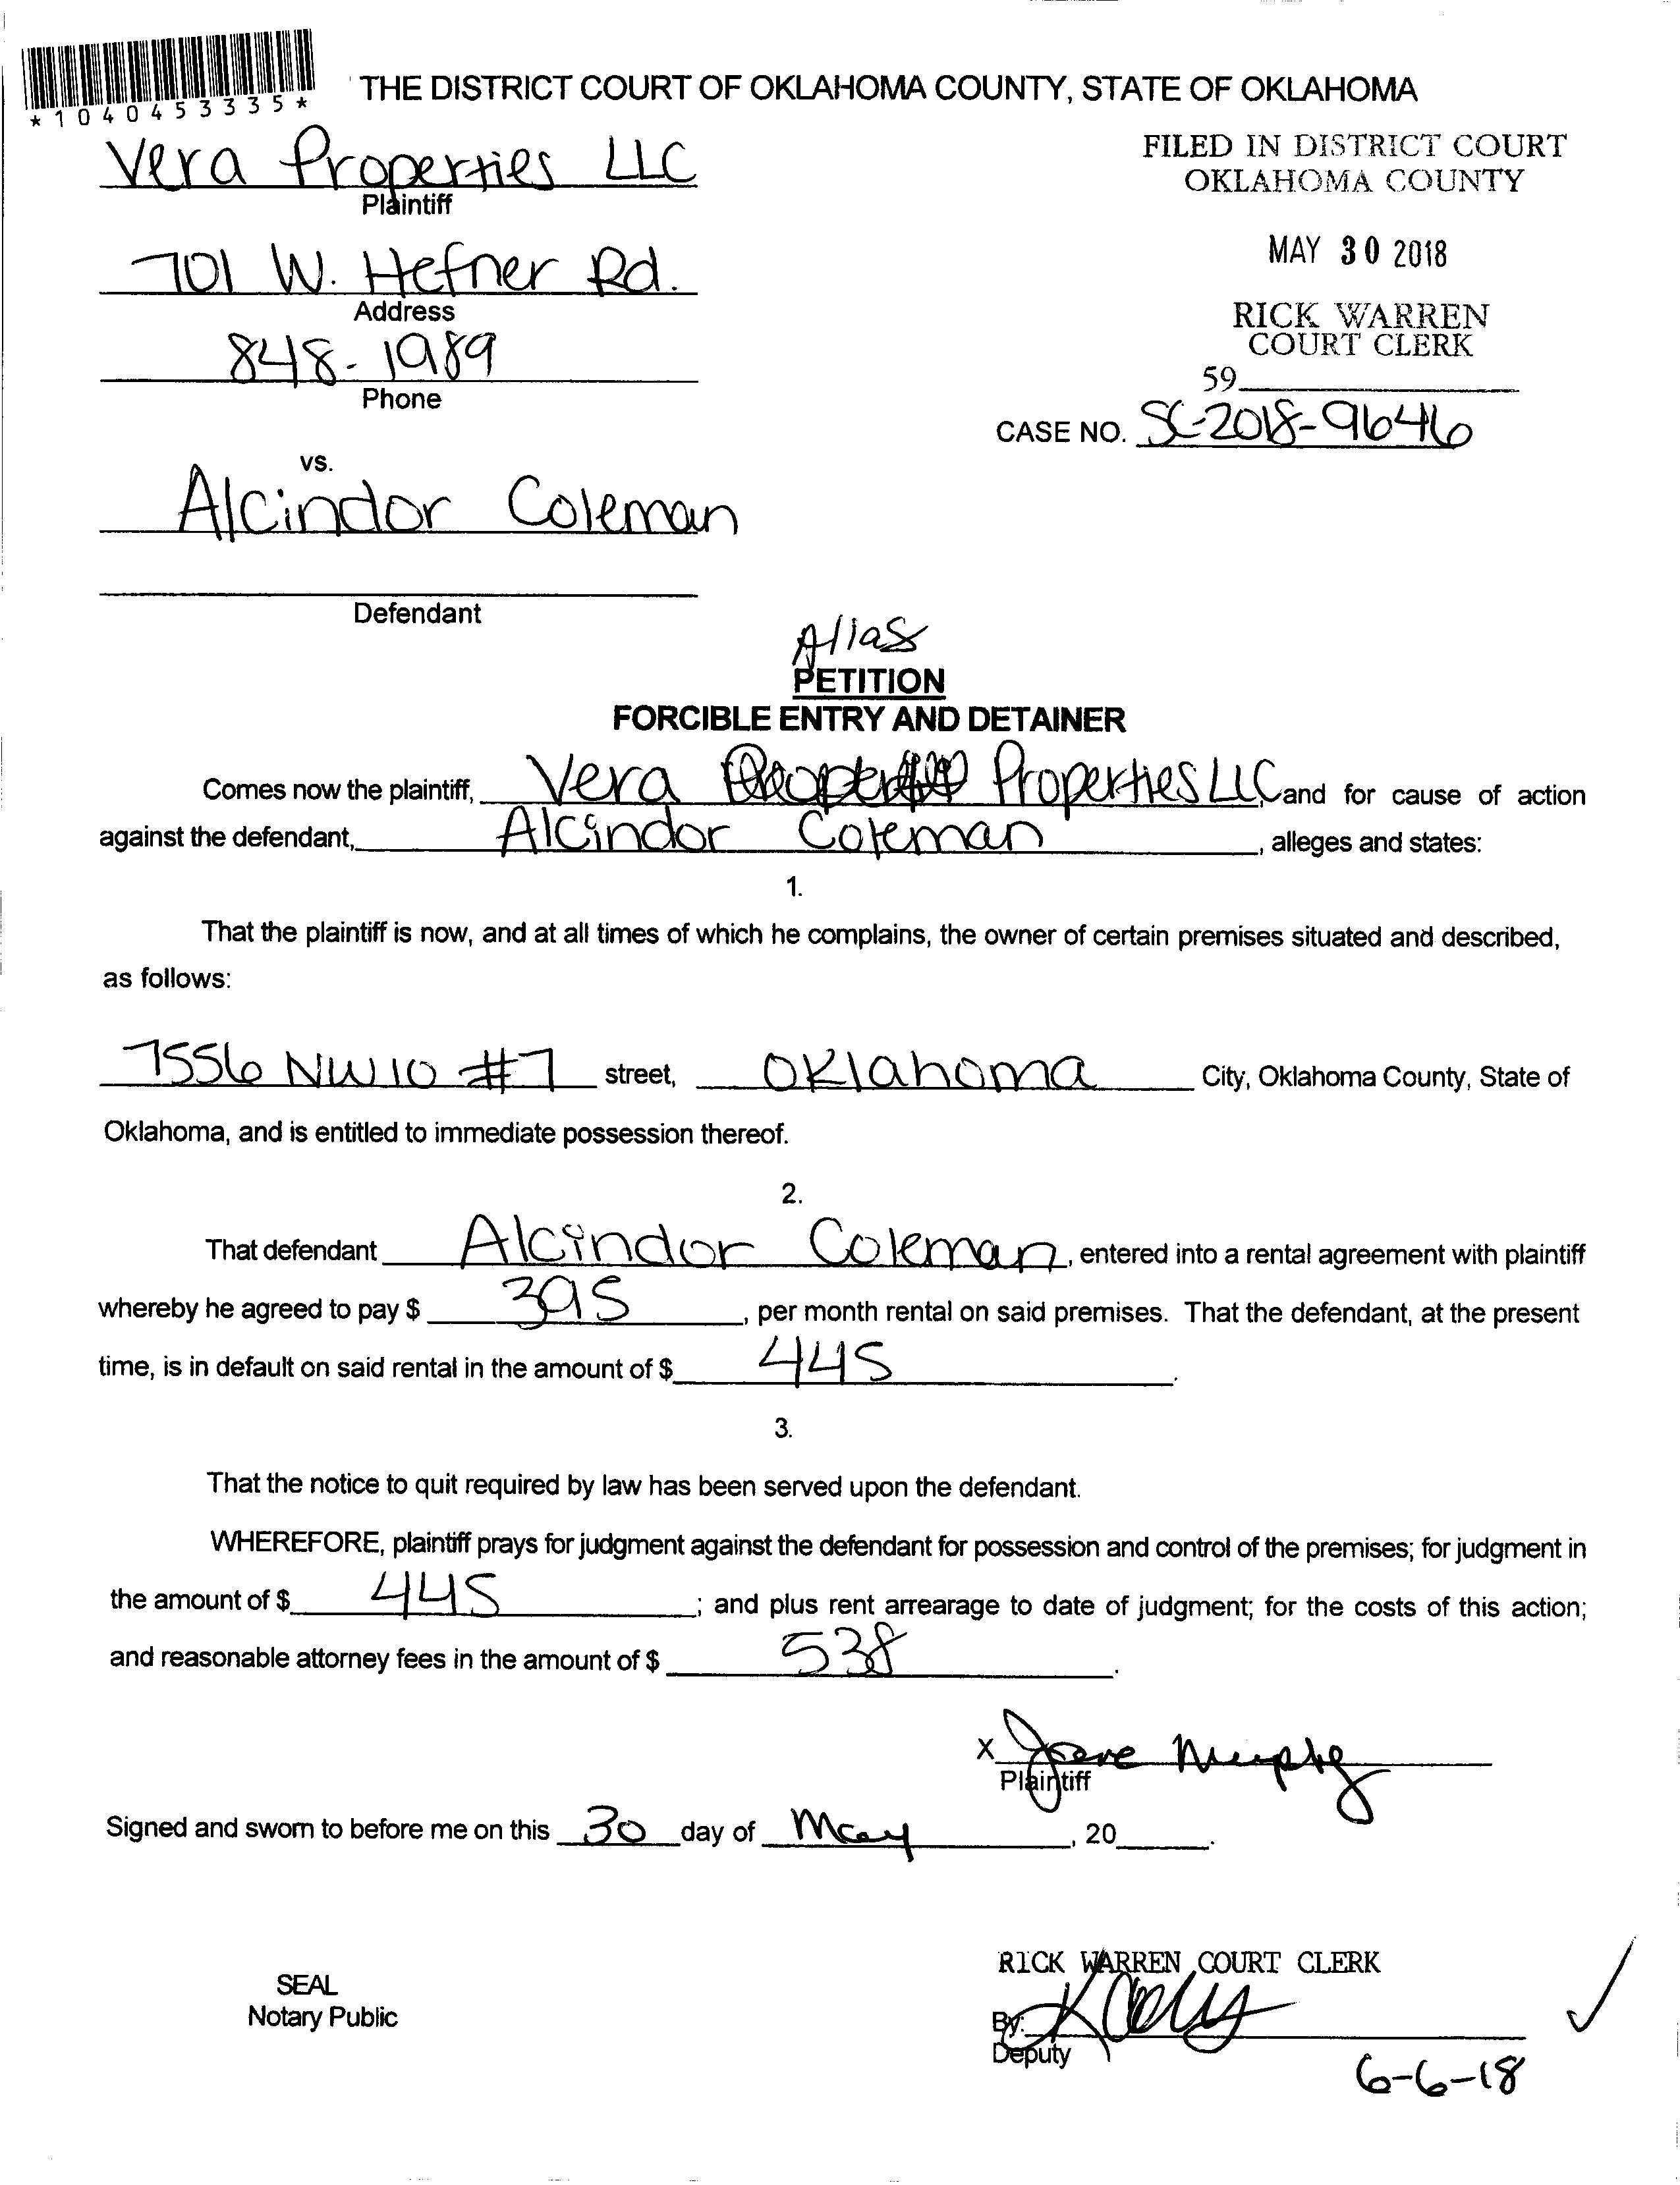 *1040453335*
THE DISTRICT COURT OF OKLAHOMA COUNTY, STATE OF OKLAHOMA
Vera Properties LLC
Plaintiff
FILED IN DISTRICT COURT
OKLAHOMA COUNTY
701 W. Hefner Rd.
Address
MAY 30 2018
848-1989
Phone
RICK WARREN
COURT CLERK
59
CASE NO. SC-2018-9646
vs.
Alcindor Coleman
Defendant
Alias
PETITION
FORCIBLE ENTRY AND DETAINER
Comes now the plaintiff, Vera Properties LLC and for cause of action
against the defendant, Alcindor Coleman, alleges and states:
1.
That the plaintiff is now, and at all times of which he complains, the owner of certain premises situated and described,
as follows:
7556 NW 10 #7 street, Oklahoma City, Oklahoma County, State of
Oklahoma, and is entitled to immediate possession thereof.
2.
That defendant Alcindor Coleman, entered into a rental agreement with plaintiff
whereby he agreed to pay $ 395, per month rental on said premises. That the defendant, at the present
time, is in default on said rental in the amount of $ 445.
3.
That the notice to quit required by law has been served upon the defendant.
WHEREFORE, plaintiff prays for judgment against the defendant for possession and control of the premises; for judgment in
the amount of $ 445; and plus rent arrearage to date of judgment; for the costs of this action;
and reasonable attorney fees in the amount of $ 538.
X Murphy
Plaintiff
Signed and sworn to before me on this 30 day of May, 20.
RICK WARREN COURT CLERK
SEAL
Notary Public
By:
Deputy
6-6-18